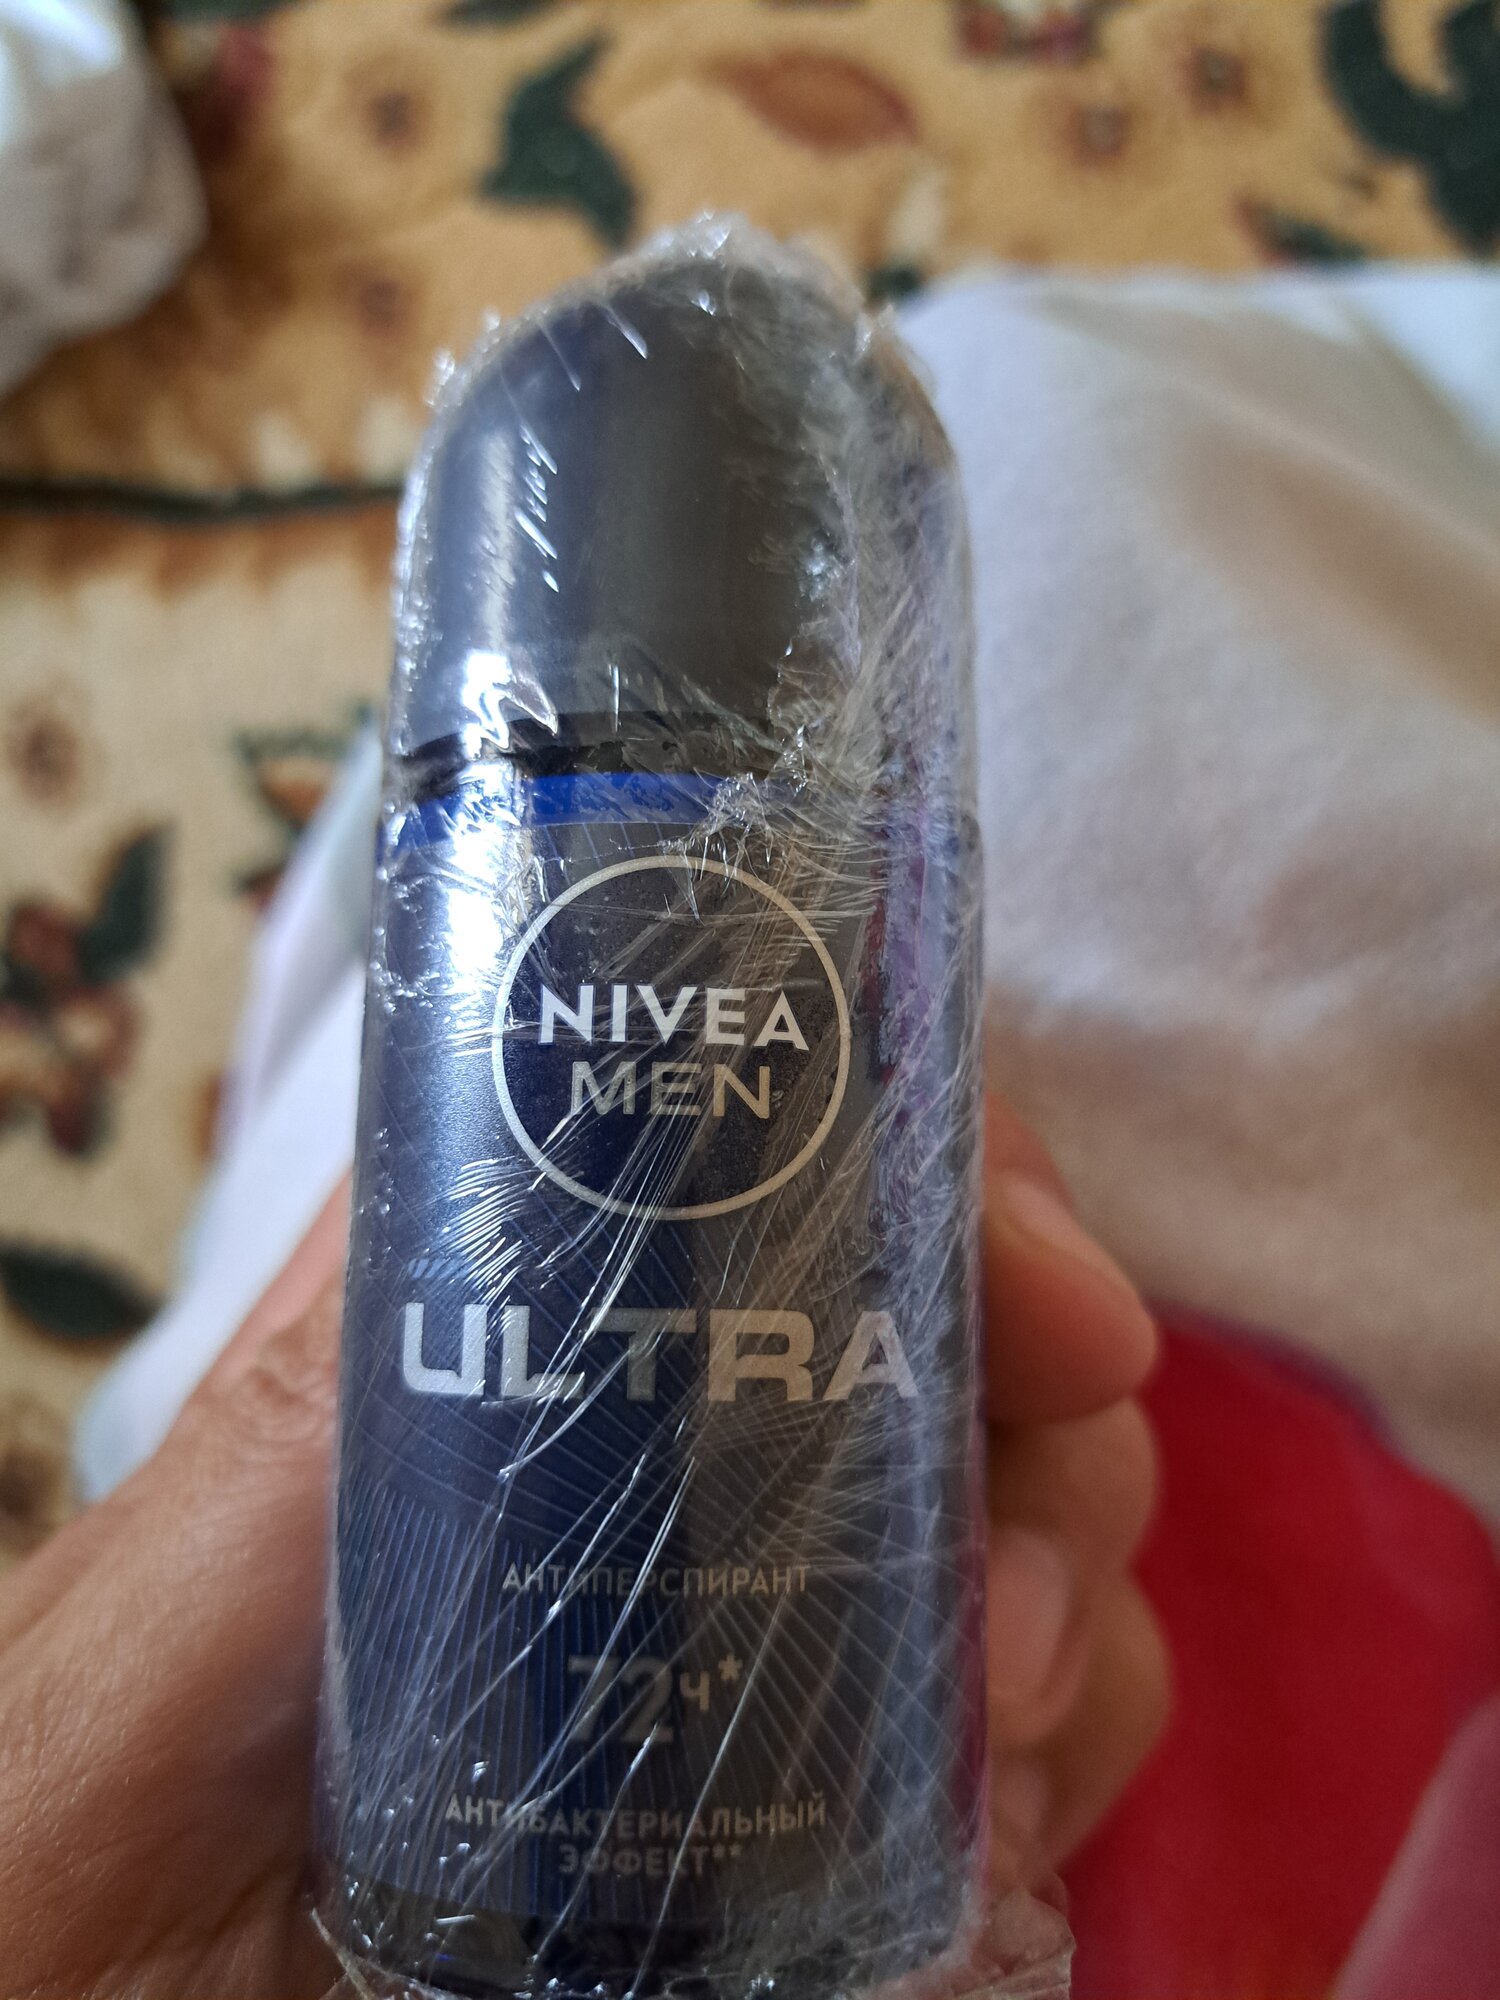 NIVEA
MEN
ULTRA
АНТИПЕРСПИРАНТ
72ч*
АНТИБАКТЕРИАЛЬНЫЙ
ЭФФЕКТ**